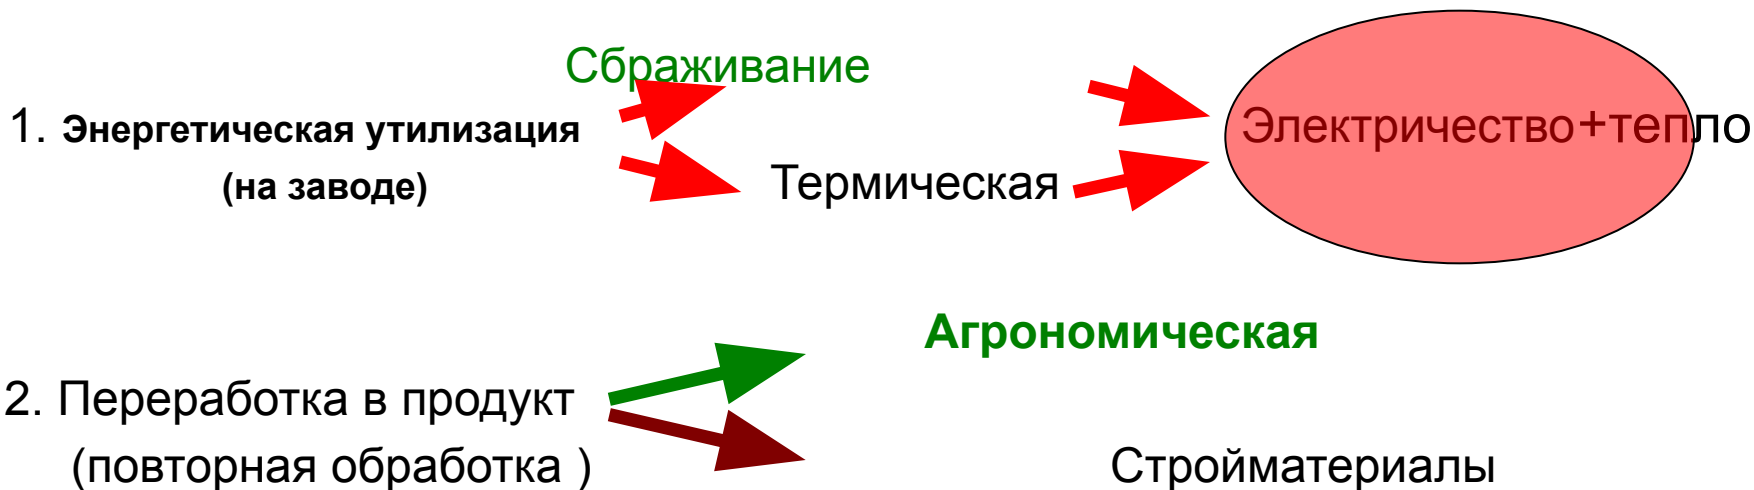 Сбраживание
1. Энергетическая утилизация
Электричество+тепло
(на заводе)
Термическая
Агрономическая
2. Переработка в продукт
(повторная обработка )
Стройматериалы